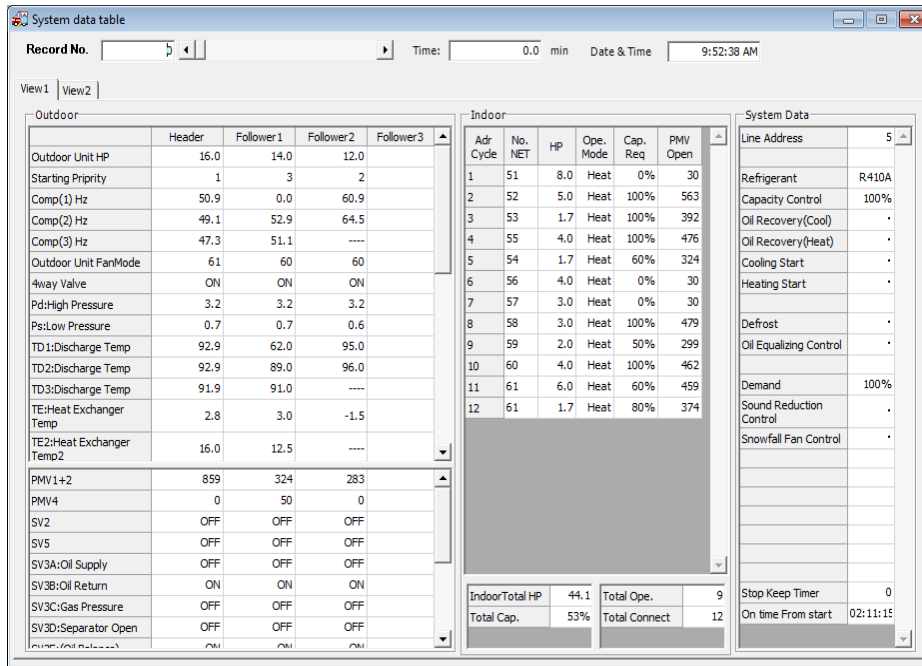 System data table
Record No. 0 Time: 0.0 min Date & Time 9:52:38 AM
View1 View2
Outdoor
Header Follower1 Follower2 Follower3
Outdoor Unit HP 16.0 14.0 12.0
Starting Priprity 1 3 2
Comp(1) Hz 50.9 0.0 60.9
Comp(2) Hz 49.1 52.9 64.5
Comp(3) Hz 47.3 51.1 ----
Outdoor Unit FanMode 61 60 60
4way Valve ON ON ON
Pd:High Pressure 3.2 3.2 3.2
Ps:Low Pressure 0.7 0.7 0.6
TD1:Discharge Temp 92.9 62.0 95.0
TD2:Discharge Temp 92.9 89.0 96.0
TD3:Discharge Temp 91.9 91.0 ----
TE:Heat Exchanger
Temp 2.8 3.0 -1.5
TE2:Heat Exchanger
Temp2 16.0 12.5 ----
PMV1+2 859 324 283
PMV4 0 50 0
SV2 OFF OFF OFF
SV5 OFF OFF OFF
SV3A:Oil Supply OFF OFF OFF
SV3B:Oil Return ON ON ON
SV3C:Gas Pressure OFF OFF OFF
SV3D:Separator Open OFF OFF OFF
SV3E:(Oil Balance) ON ON ON
Indoor
Adr No. HP Ope. Cap. PMV
Cycle NET Mode Req Open
1 51 8.0 Heat 0% 30
2 52 5.0 Heat 100% 563
3 53 1.7 Heat 100% 392
4 55 4.0 Heat 100% 476
5 54 1.7 Heat 60% 324
6 56 4.0 Heat 0% 30
7 57 3.0 Heat 0% 30
8 58 3.0 Heat 100% 479
9 59 2.0 Heat 50% 299
10 60 4.0 Heat 100% 462
11 61 6.0 Heat 60% 459
12 61 1.7 Heat 80% 374
IndoorTotal HP 44.1 Total Ope. 9
Total Cap. 53% Total Connect 12
System Data
Line Address 5
Refrigerant R410A
Capacity Control 100%
Oil Recovery(Cool) ·
Oil Recovery(Heat) ·
Cooling Start ·
Heating Start ·
Defrost ·
Oil Equalizing Control ·
Demand 100%
Sound Reduction
Control ·
Snowfall Fan Control ·
Stop Keep Timer 0
On time From start 02:11:15